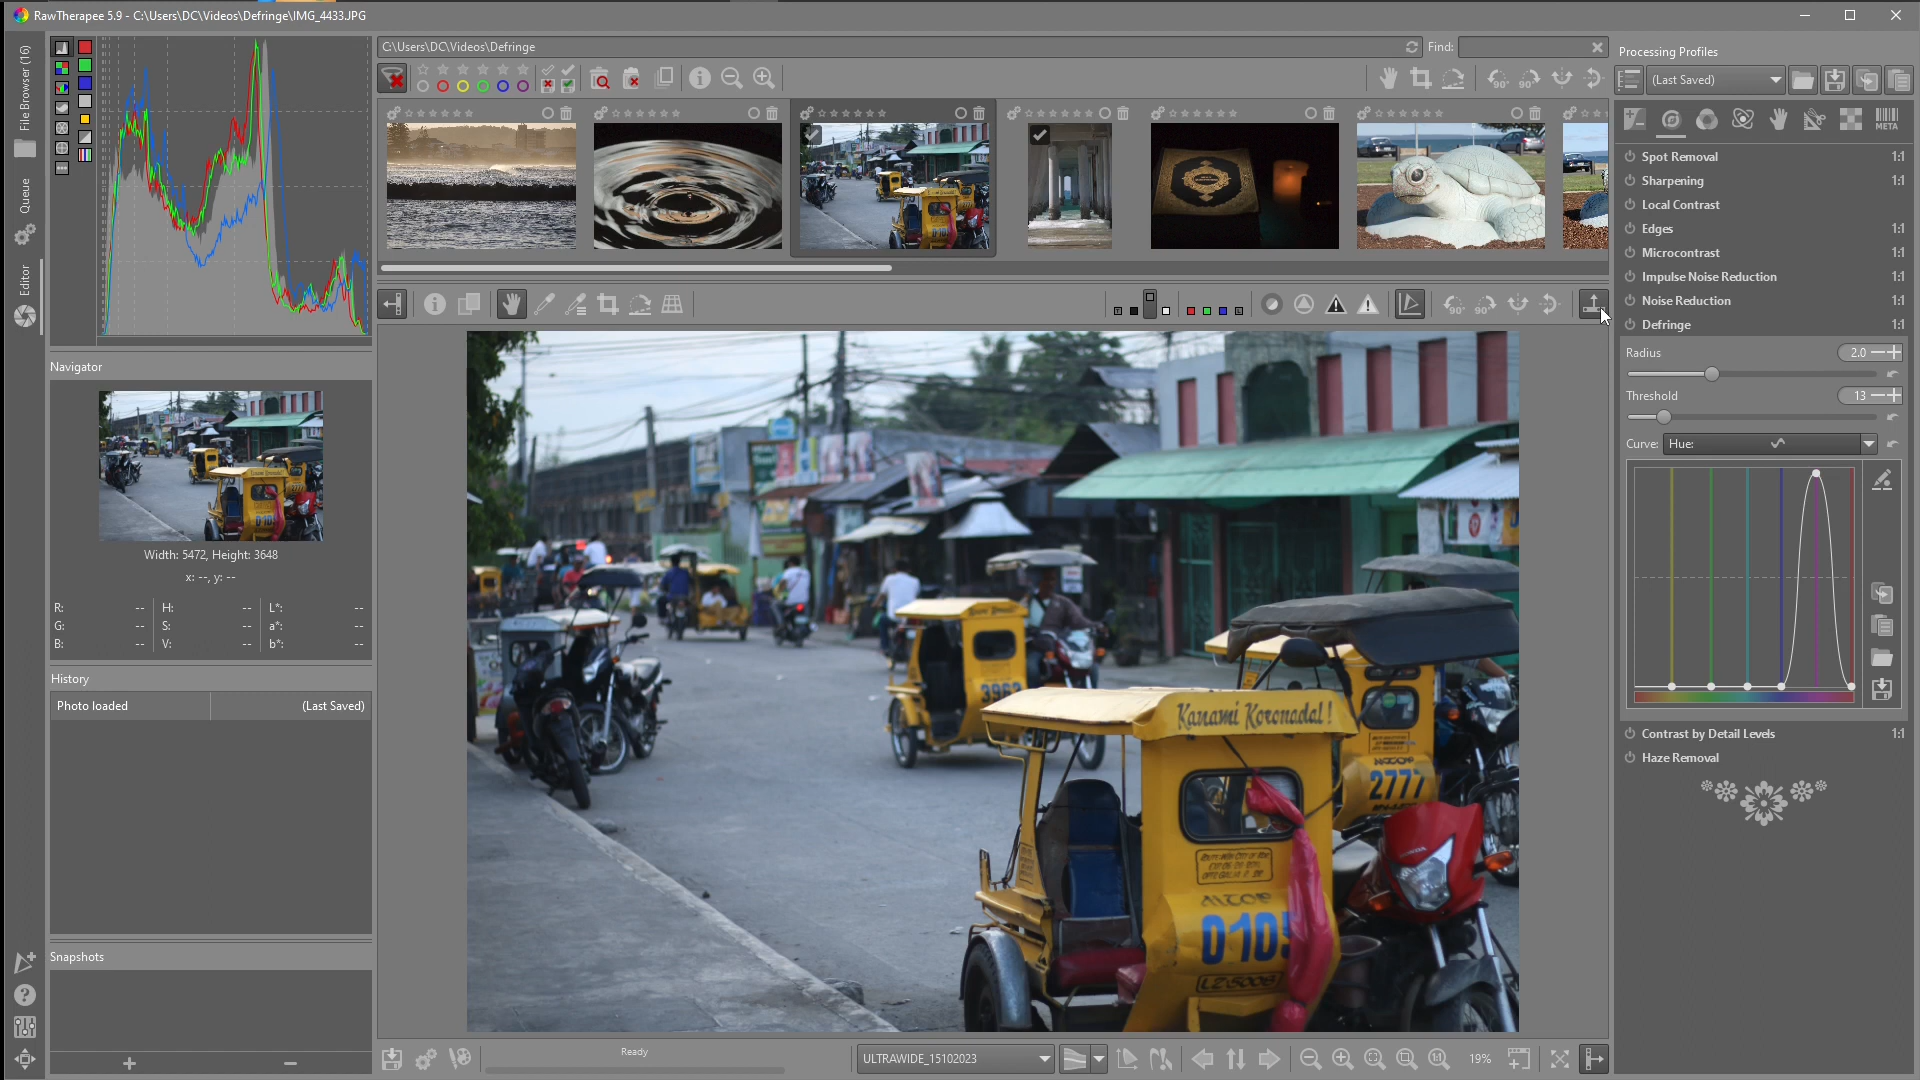 RawTherapee 5.9 - C:\Users\DC\Videos\Defringe\IMG_4433.JPG
File Browser (16)
Queue
Editor
C:\Users\DC\Videos\Defringe
Find:
Navigator
Width: 5472, Height: 3648
x: --, y: --
R: -- H: -- L*: --
G: -- S: -- a*: --
B: -- V: -- b*: --
History
Photo loaded (Last Saved)
Snapshots
Kanami Koronadal!
3963
2777
MTOP
0105
LZ5008
Ready
ULTRAWIDE_15102023
19%
Processing Profiles
(Last Saved)
META
Spot Removal 1:1
Sharpening 1:1
Local Contrast
Edges 1:1
Microcontrast 1:1
Impulse Noise Reduction 1:1
Noise Reduction 1:1
Defringe 1:1
Radius 2.0
Threshold 13
Curve: Hue:
Contrast by Detail Levels 1:1
Haze Removal